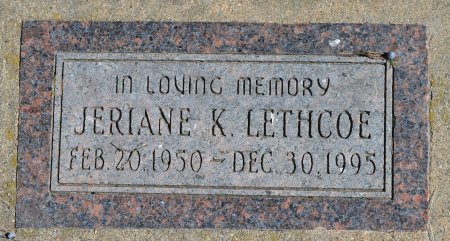 IN LOVING MEMORY
JERIANE K. LETHCOE
FEB. 20, 1950 - DEC. 30, 1995